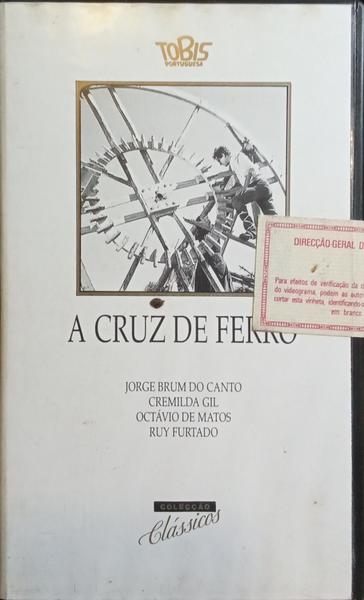 TOBIS
PORTUGUESA
DIRECÇÃO-GERAL D
Para efeitos de verificação da
do videograma, podem as auto
cortar esta vinheta, identificando-
em branco
A CRUZ DE FERRO
JORGE BRUM DO CANTO
CREMILDA GIL
OCTÁVIO DE MATOS
RUY FURTADO
COLECÇÃO
Clássicos